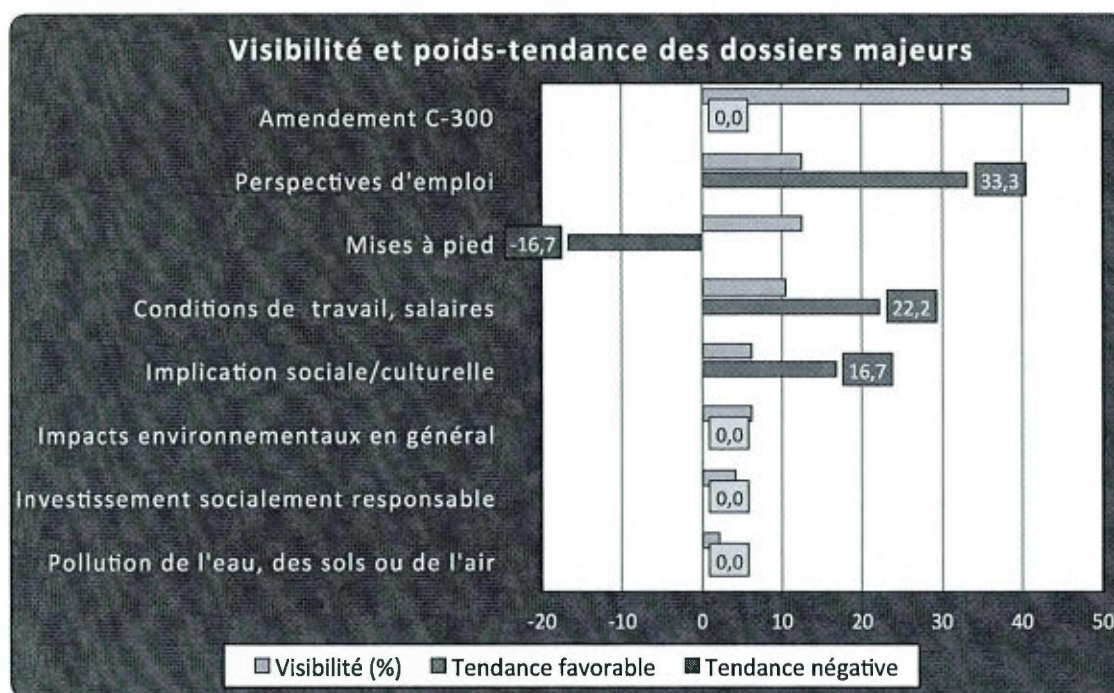 Visibilité et poids-tendance des dossiers majeurs
Amendement C-300
0,0
Perspectives d'emploi
33,3
Mises à pied
-16,7
Conditions de travail, salaires
22,2
Implication sociale/culturelle
16,7
Impacts environnementaux en général
0,0
Investissement socialement responsable
0,0
Pollution de l'eau, des sols ou de l'air
0,0
-20 -10 0 10 20 30 40 50
Visibilité (%) Tendance favorable Tendance négative